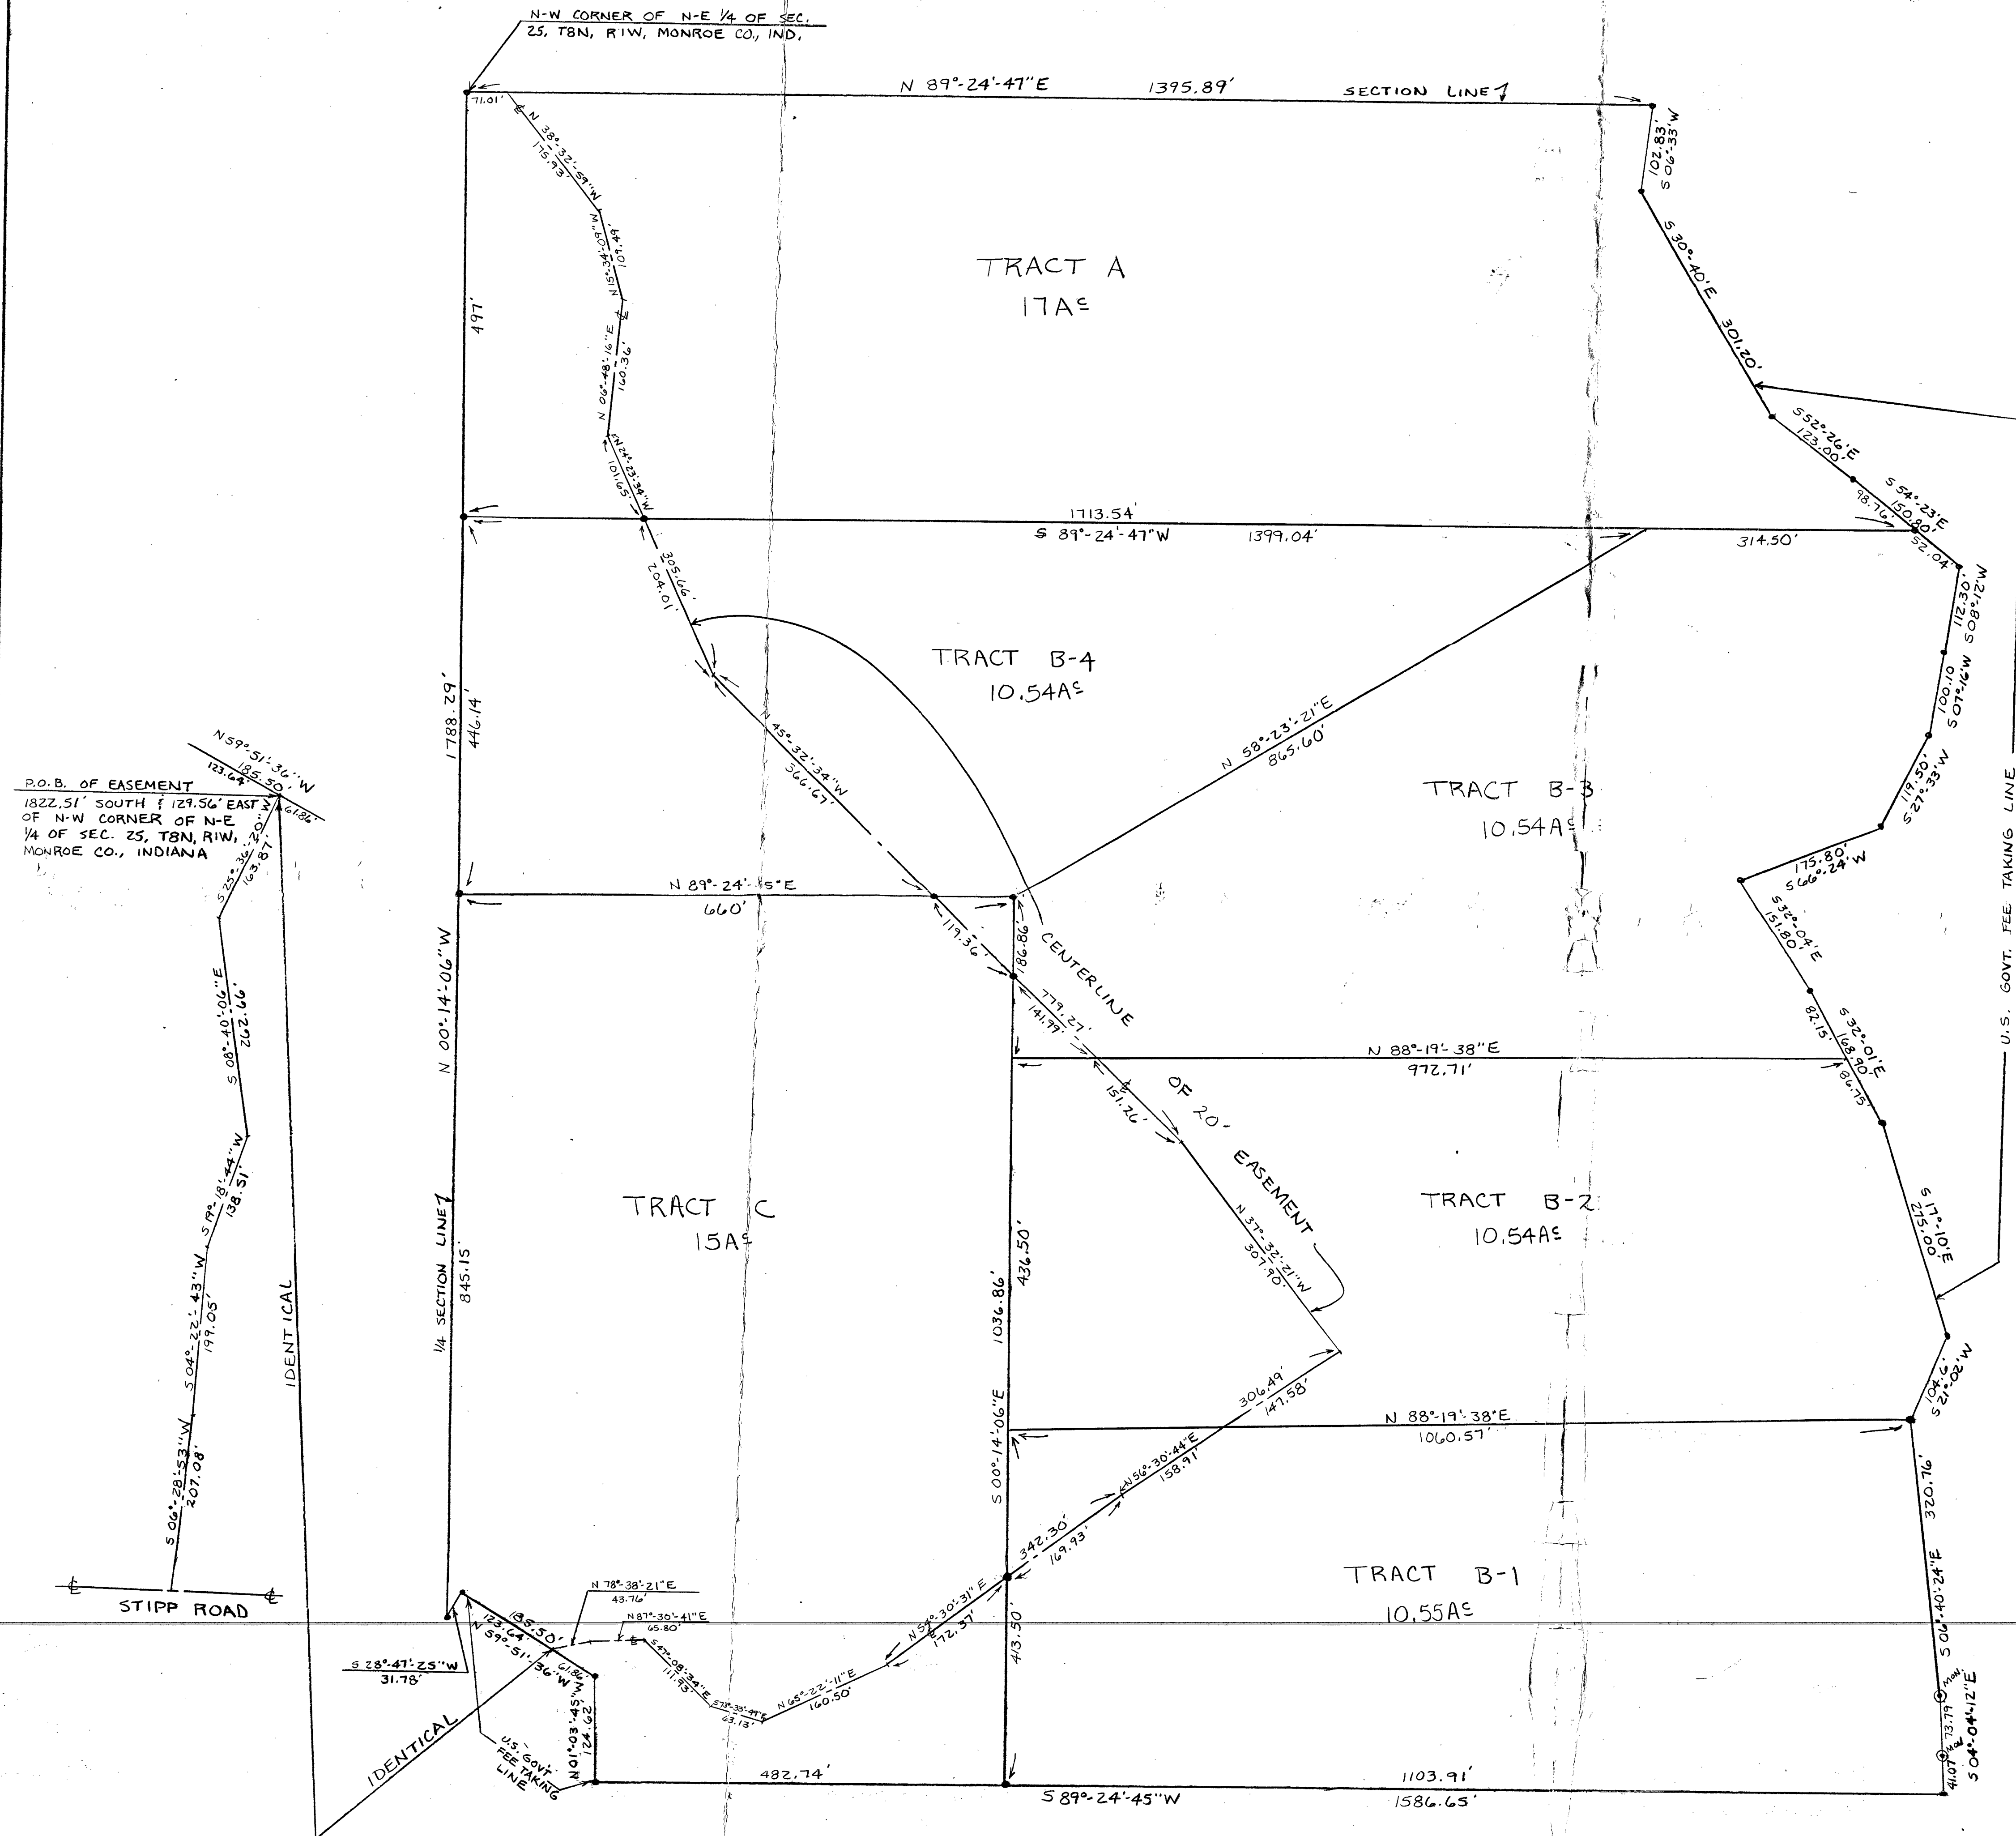 N-W CORNER OF N-E 1/4 OF SEC.
25, T8N, R1W, MONROE CO., IND.
N 89°-24'-47"E 1395.89' SECTION LINE
71.01'
N 38°-32'-59"W
175.93'
102.83'
S 06°-33'W
N 15°-34'-09"W
109.49'
S 30°-40'E 301.20'
TRACT A
17Ac
497'
N 06°-48'-16"E
160.36'
S 52°-26'E
123.00'
N 24°-23'-34"W
101.65'
S 54°-23'E
150.80'
98.76'
52.04'
1713.54'
S 89°-24'-47"W 1399.04'
314.50'
305.66'
204.01'
112.30'
S 08°-12'W
100.10
S 07°-16'W
TRACT B-4
10.54Ac
1788.29'
446.14'
N 58°-23'-21"E
865.60'
N 45°-32'-34"W
366.67'
119.50'
S 27°-33'W
TRACT B-3
10.54Ac
175.80'
S 66°-24'W
N 59°-51'-36"W
185.50'
123.64'
61.86'
P.O.B. OF EASEMENT
1822.51' SOUTH & 129.56' EAST
OF N-W CORNER OF N-E
1/4 OF SEC. 25, T8N, R1W,
MONROE CO., INDIANA
S 25°-36'-20"W
163.87'
N 89°-24'- 5"E
660'
119.36'
186.86'
CENTERLINE
OF 20'
EASEMENT
S 32°-04'E
151.80'
N 00°-14'-06"W
S 08°-40'-06"E
262.66'
779.27'
141.99'
N 88°-19'-38"E
972.71'
S 32°-01'E
168.90'
82.15'
86.75'
151.26'
U.S. GOVT. FEE TAKING LINE
S 19°-18'-44"W
138.51'
TRACT C
15Ac
TRACT B-2
10.54Ac
N 37°-32'-21"W
307.90'
S 17°-10'E
275.00'
436.50'
1/4 SECTION LINE
845.15'
S 04°-22'-43"W
199.05'
IDENTICAL
1036.86'
S 00°-14'-06"E
104.6'
S 21°-02'W
306.49'
147.58'
N 88°-19'-38"E
1060.57'
N 56°-30'-44"E
158.91'
S 06°-28'-53"W
207.08'
342.30'
169.93'
S 06°-40'-24"E 320.76'
TRACT B-1
10.55Ac
STIPP ROAD
N 78°-38'-21"E
43.76'
N 87°-30'-41"E
65.80'
N 54°-30'-31"E
172.37'
413.50'
185.50'
123.64'
N 59°-51'-36"W
61.86'
S 28°-47'-25"W
31.78'
S 47°-08'-34"E
111.93'
63.13'
N 65°-22'-11"E
160.50'
N 01°-03'-45"W
124.62'
IDENTICAL
U.S. GOVT.
FEE TAKING
LINE
MON.
73.79
MON
41.07
S 04°-04'-12"E
482.74'
1103.91'
S 89°-24'-45"W
1586.65'